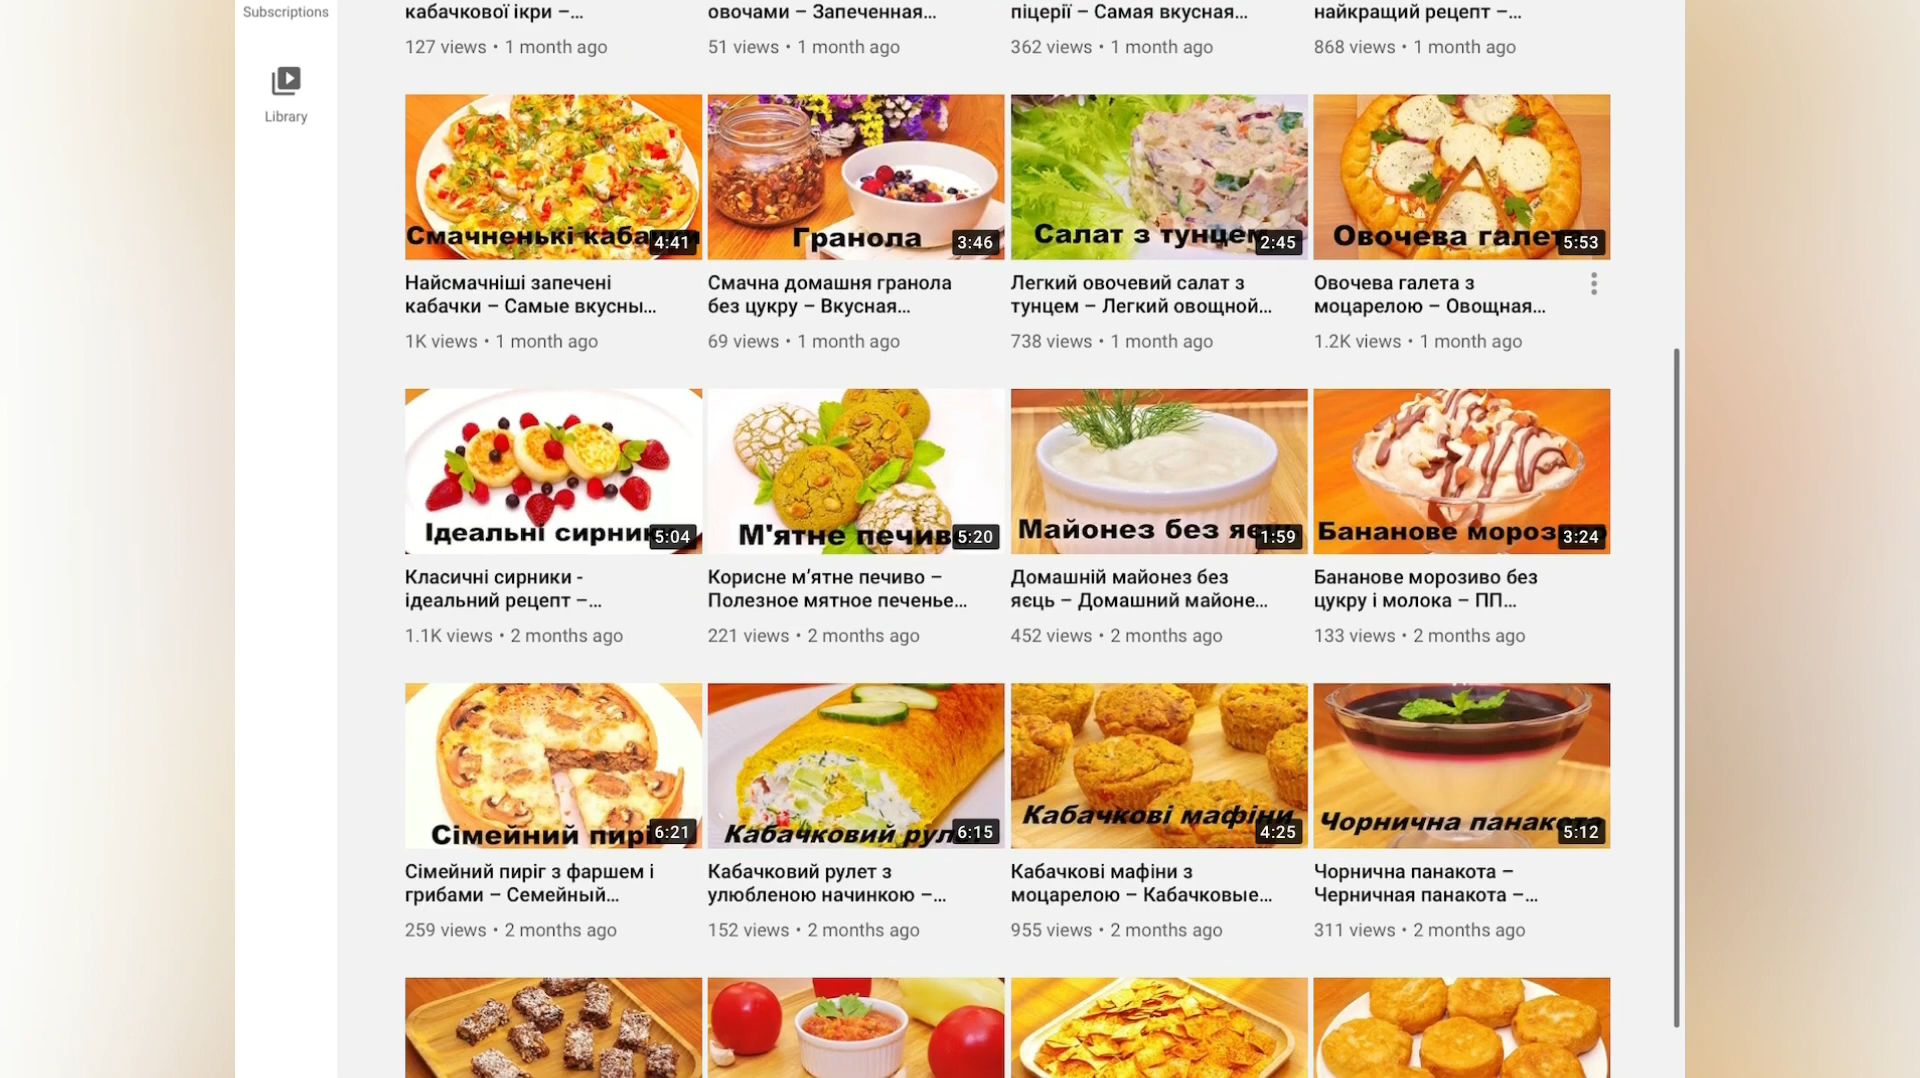 Subscriptions
Library
кабачкової ікри –...
127 views • 1 month ago
овочами – Запеченная...
51 views • 1 month ago
піцерії – Самая вкусная...
362 views • 1 month ago
найкращий рецепт –...
868 views • 1 month ago
Смачненькі каба
4:41
Найсмачніші запечені
кабачки – Самые вкусны...
1K views • 1 month ago
Гранола
3:46
Смачна домашня гранола
без цукру – Вкусная...
69 views • 1 month ago
Салат з тунцем
2:45
Легкий овочевий салат з
тунцем – Легкий овощной...
738 views • 1 month ago
Овочева галет
5:53
Овочева галета з
моцарелою – Овощная...
1.2K views • 1 month ago
Ідеальні сирник
5:04
Класичні сирники -
ідеальний рецепт –...
1.1K views • 2 months ago
М'ятне печив
5:20
Корисне м’ятне печиво –
Полезное мятное печенье...
221 views • 2 months ago
Майонез без яє
1:59
Домашній майонез без
яєць – Домашний майоне...
452 views • 2 months ago
Бананове мороз
3:24
Бананове морозиво без
цукру і молока – ПП...
133 views • 2 months ago
Сімейний пиріг
6:21
Сімейний пиріг з фаршем і
грибами – Семейный...
259 views • 2 months ago
Кабачковий рул
6:15
Кабачковий рулет з
улюбленою начинкою –...
152 views • 2 months ago
Кабачкові мафіни
4:25
Кабачкові мафіни з
моцарелою – Кабачковые...
955 views • 2 months ago
Чорнична панакота
5:12
Чорнична панакота –
Черничная панакота –...
311 views • 2 months ago